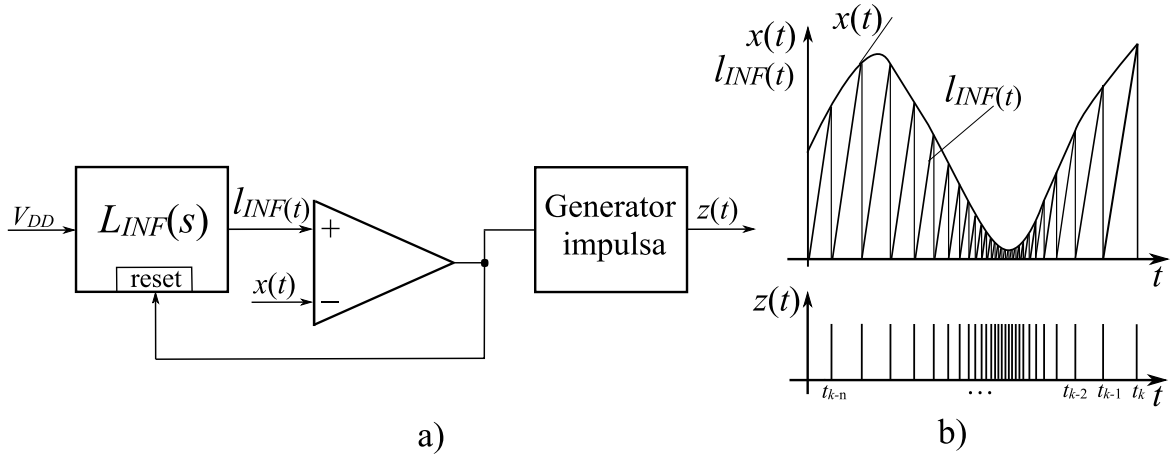 V_DD
L_INF(s)
reset
l_INF(t)
+
x(t)
−
Generator
impulsa
z(t)
a)
x(t)
l_INF(t)
x(t)
l_INF(t)
t
z(t)
t_k-n
...
t_k-2
t_k-1
t_k
t
b)